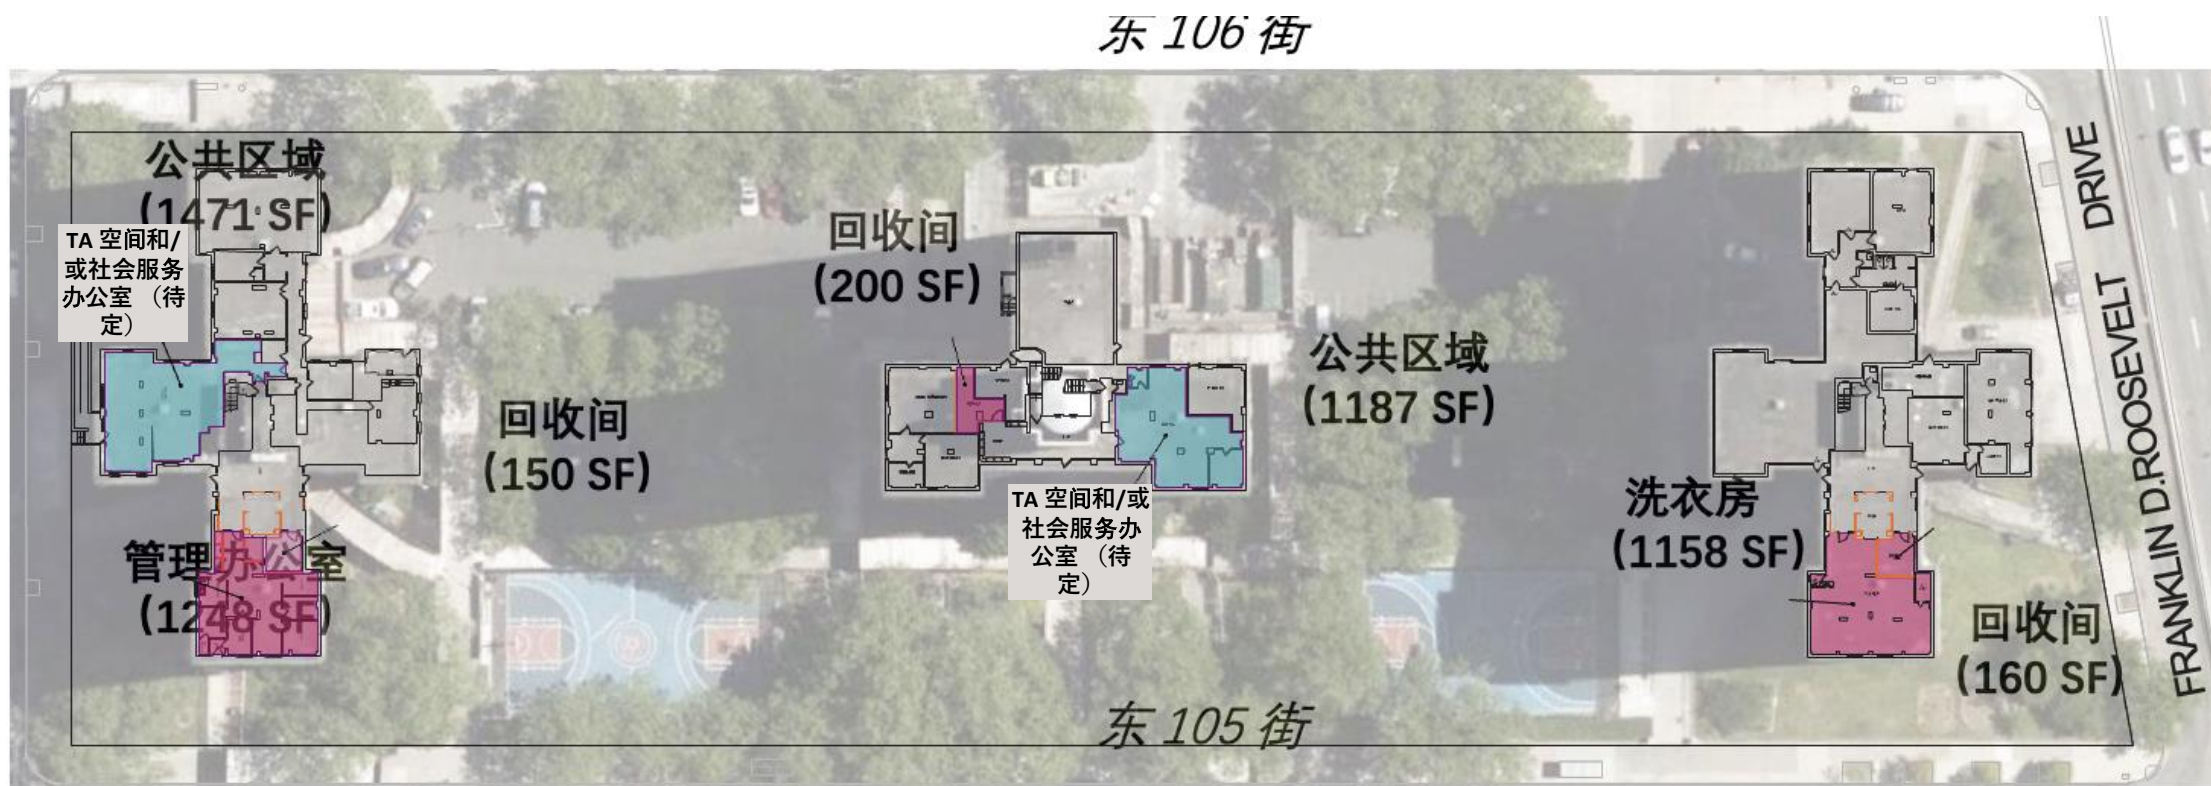 东 106 街
公共区域
(1471 SF)
TA 空间和/
或社会服务
办公室 （待
定）
回收间
(150 SF)
管理办公室
(1248 SF)
回收间
(200 SF)
公共区域
(1187 SF)
TA 空间和/或
社会服务办
公室 （待
定）
洗衣房
(1158 SF)
回收间
(160 SF)
FRANKLIN D.ROOSEVELT DRIVE
东 105 街